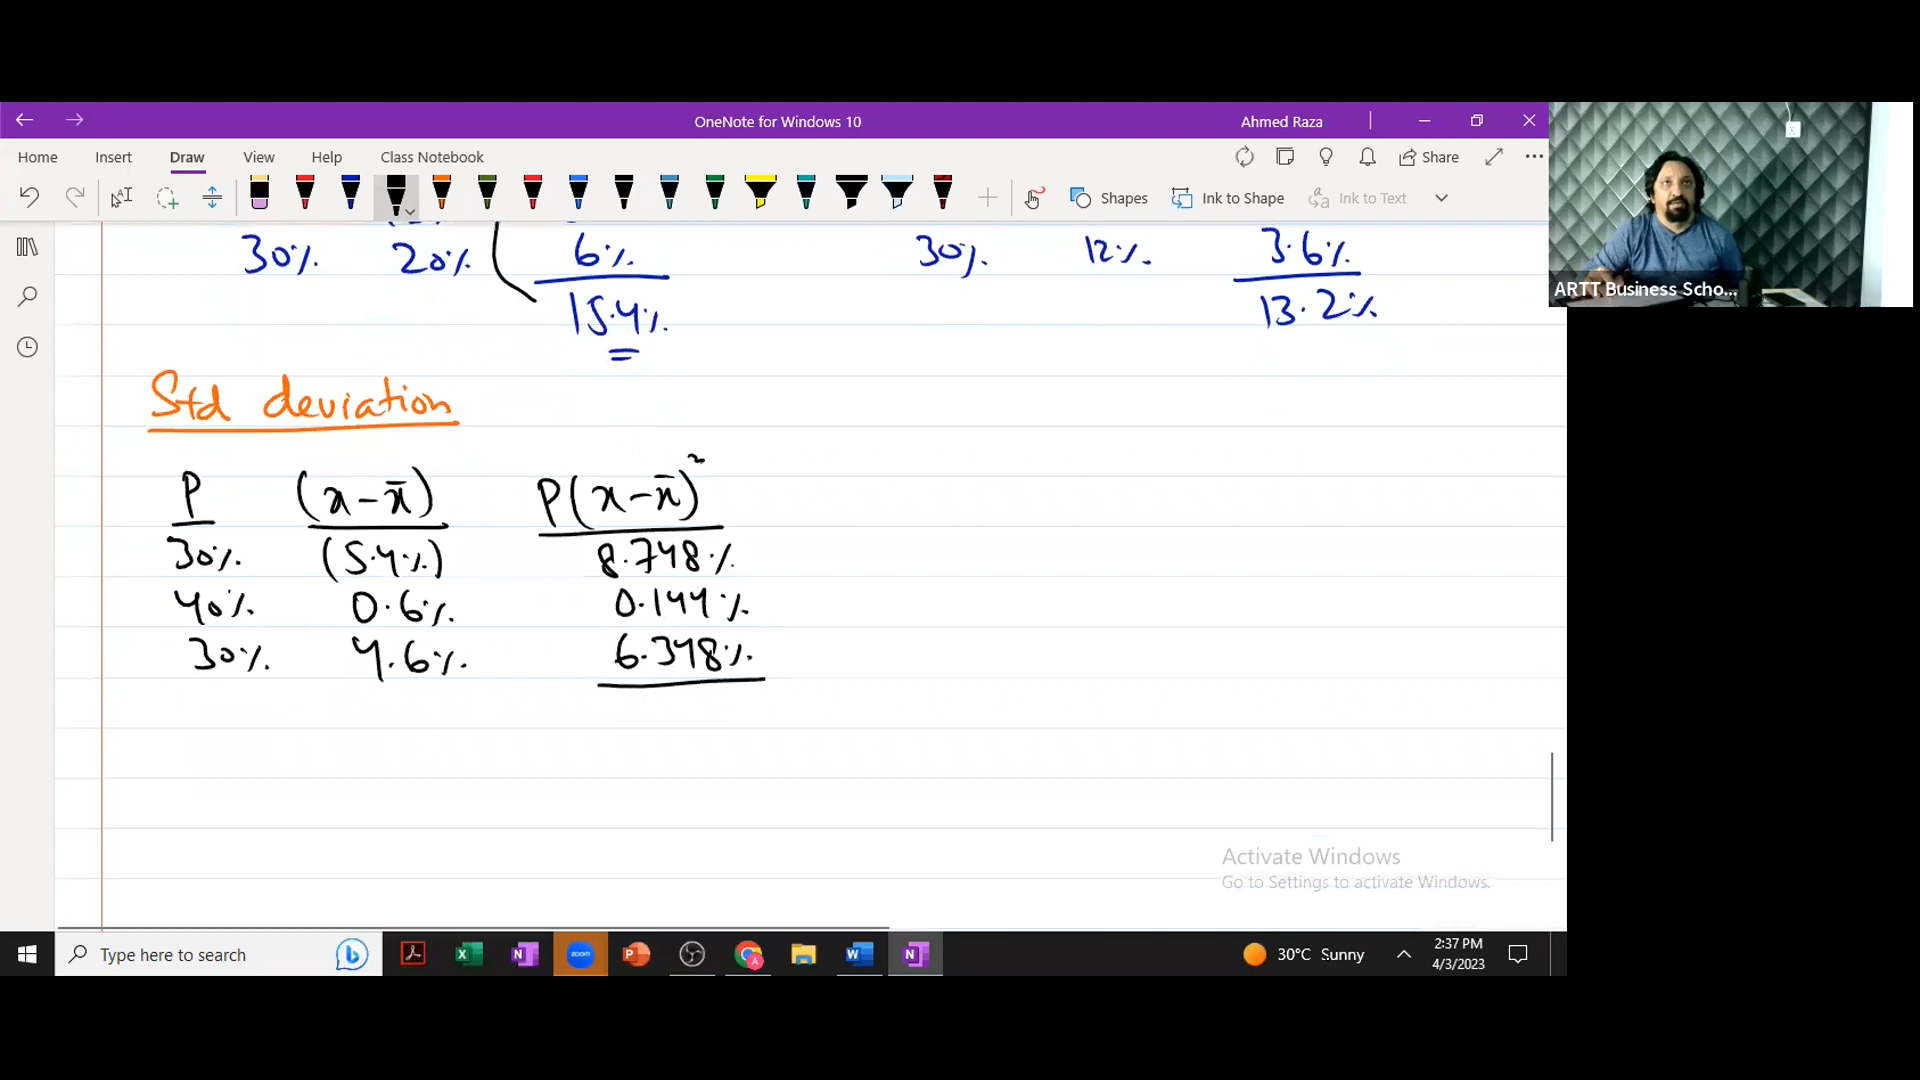 OneNote for Windows 10
Ahmed Raza
Home Insert Draw View Help Class Notebook
Share
Shapes Ink to Shape Ink to Text
30% 20% 6% 30% 12% 3.6%
15.4% 13.2%
ARTT Business Scho...
Std deviation
P (x-x̄) P(x-x̄)²
30% (5.4%) 8.748%
40% 0.6% 0.144%
30% 4.6% 6.348%
Activate Windows
Go to Settings to activate Windows.
Type here to search
zoom
30°C Sunny
2:37 PM
4/3/2023